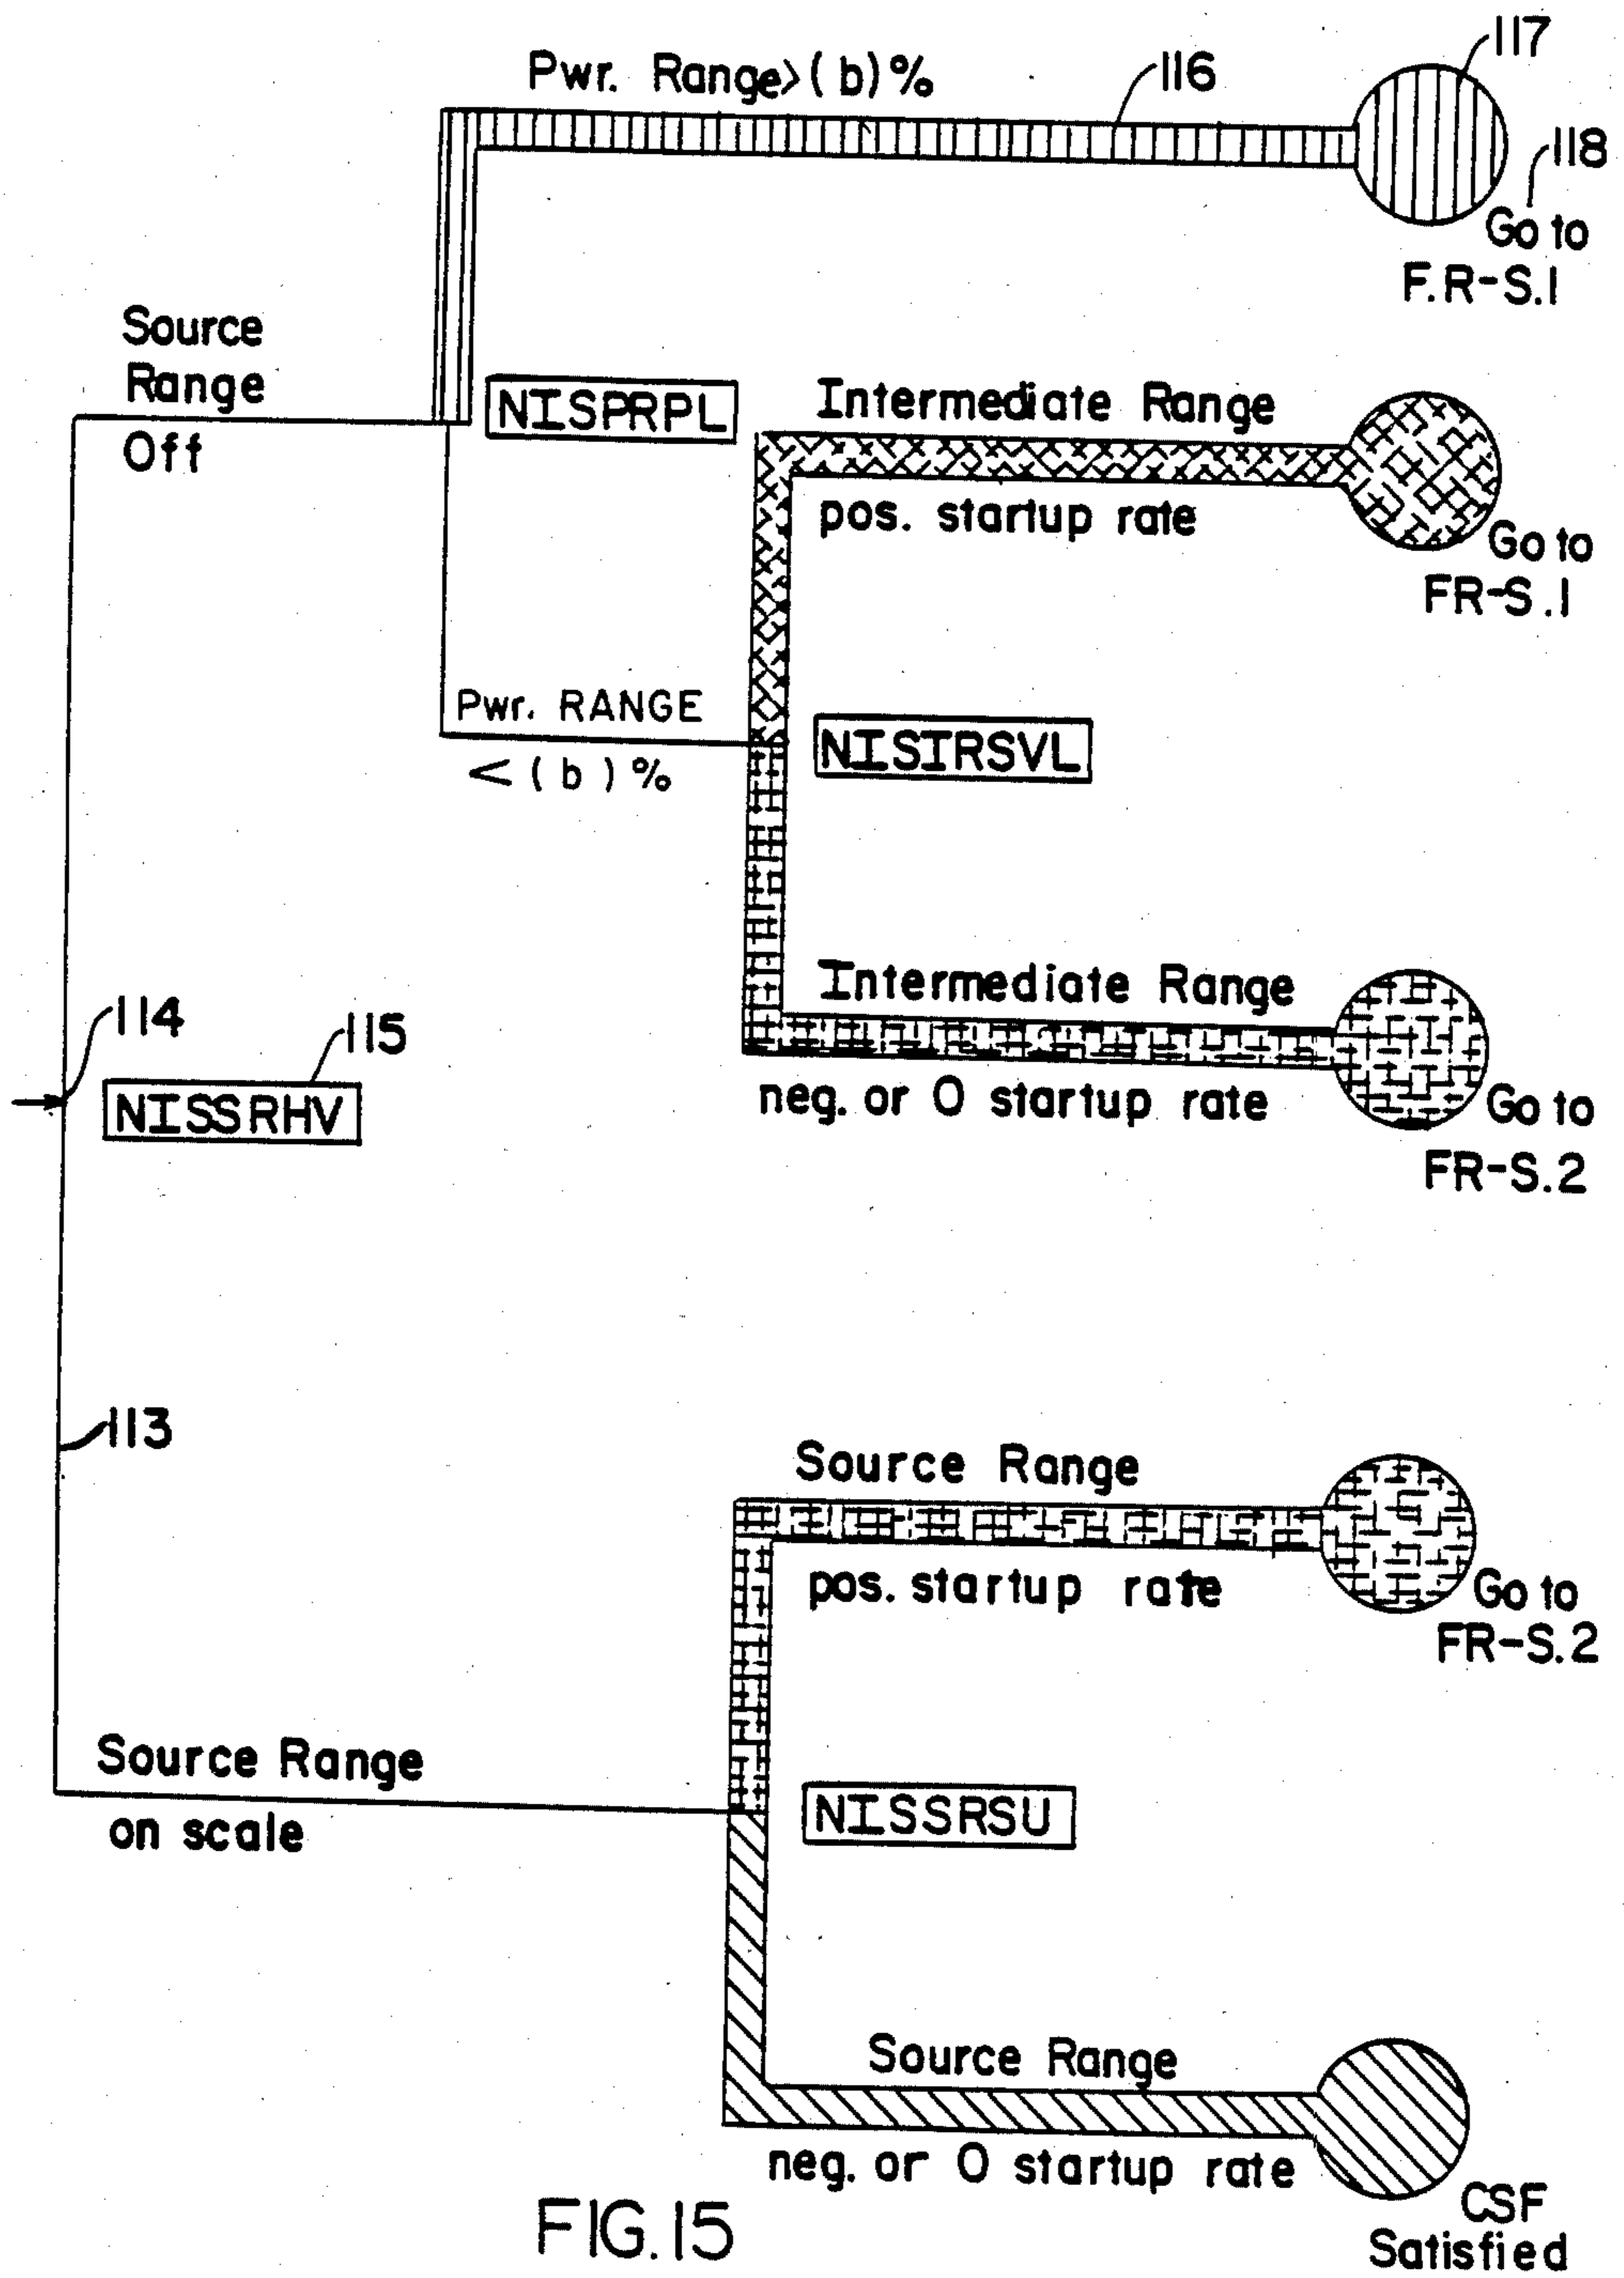 117
Pwr. Range>(b)%
116
118
Go to
F.R-S.1
Source
Range
Off
NISPRPL
Intermediate Range
pos. startup rate
Go to
FR-S.1
Pwr. RANGE
<(b)%
NISIRSVL
Intermediate Range
neg. or 0 startup rate
Go to
FR-S.2
114
115
NISSRHV
113
Source Range
pos. startup rate
Go to
FR-S.2
Source Range
on scale
NISSRSU
Source Range
neg. or 0 startup rate
CSF
Satisfied
FIG. 15